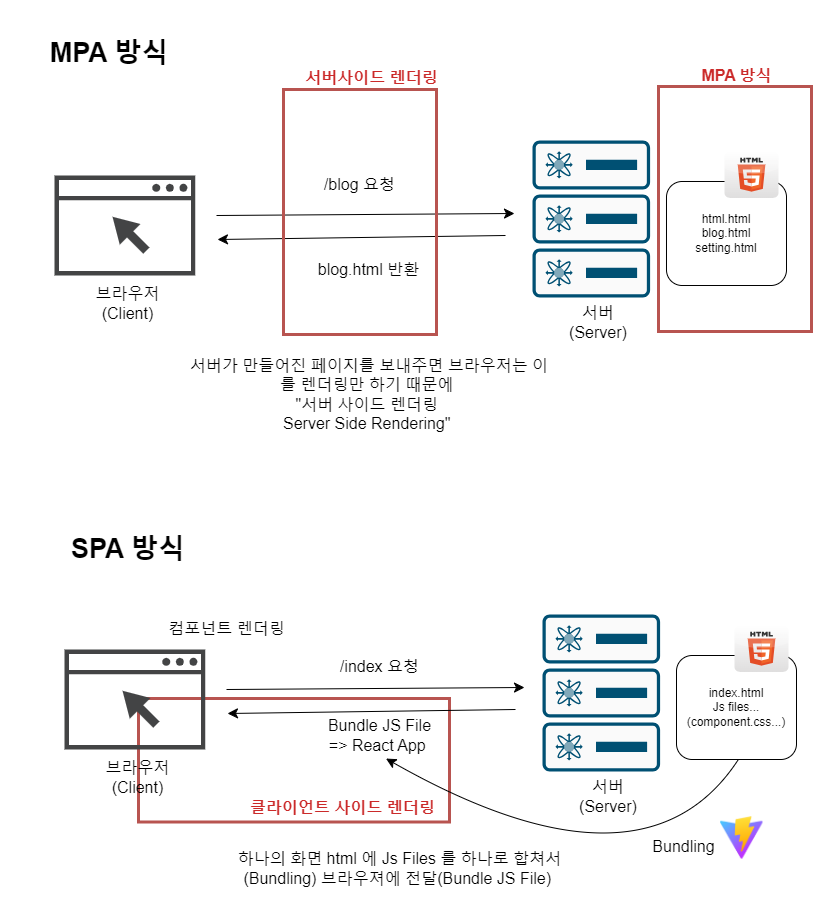 MPA 방식
서버사이드 렌더링
MPA 방식
HTML
5
/blog 요청
html.html
blog.html
setting.html
blog.html 반환
브라우저
(Client)
서버
(Server)
서버가 만들어진 페이지를 보내주면 브라우저는 이
를 렌더링만 하기 때문에
"서버 사이드 렌더링
Server Side Rendering"
SPA 방식
컴포넌트 렌더링
HTML
5
/index 요청
index.html
Js files...
(component.css...)
Bundle JS File
=> React App
브라우저
(Client)
서버
(Server)
클라이언트 사이드 렌더링
Bundling
하나의 화면 html 에 Js Files 를 하나로 합쳐서
(Bundling) 브라우져에 전달(Bundle JS File)